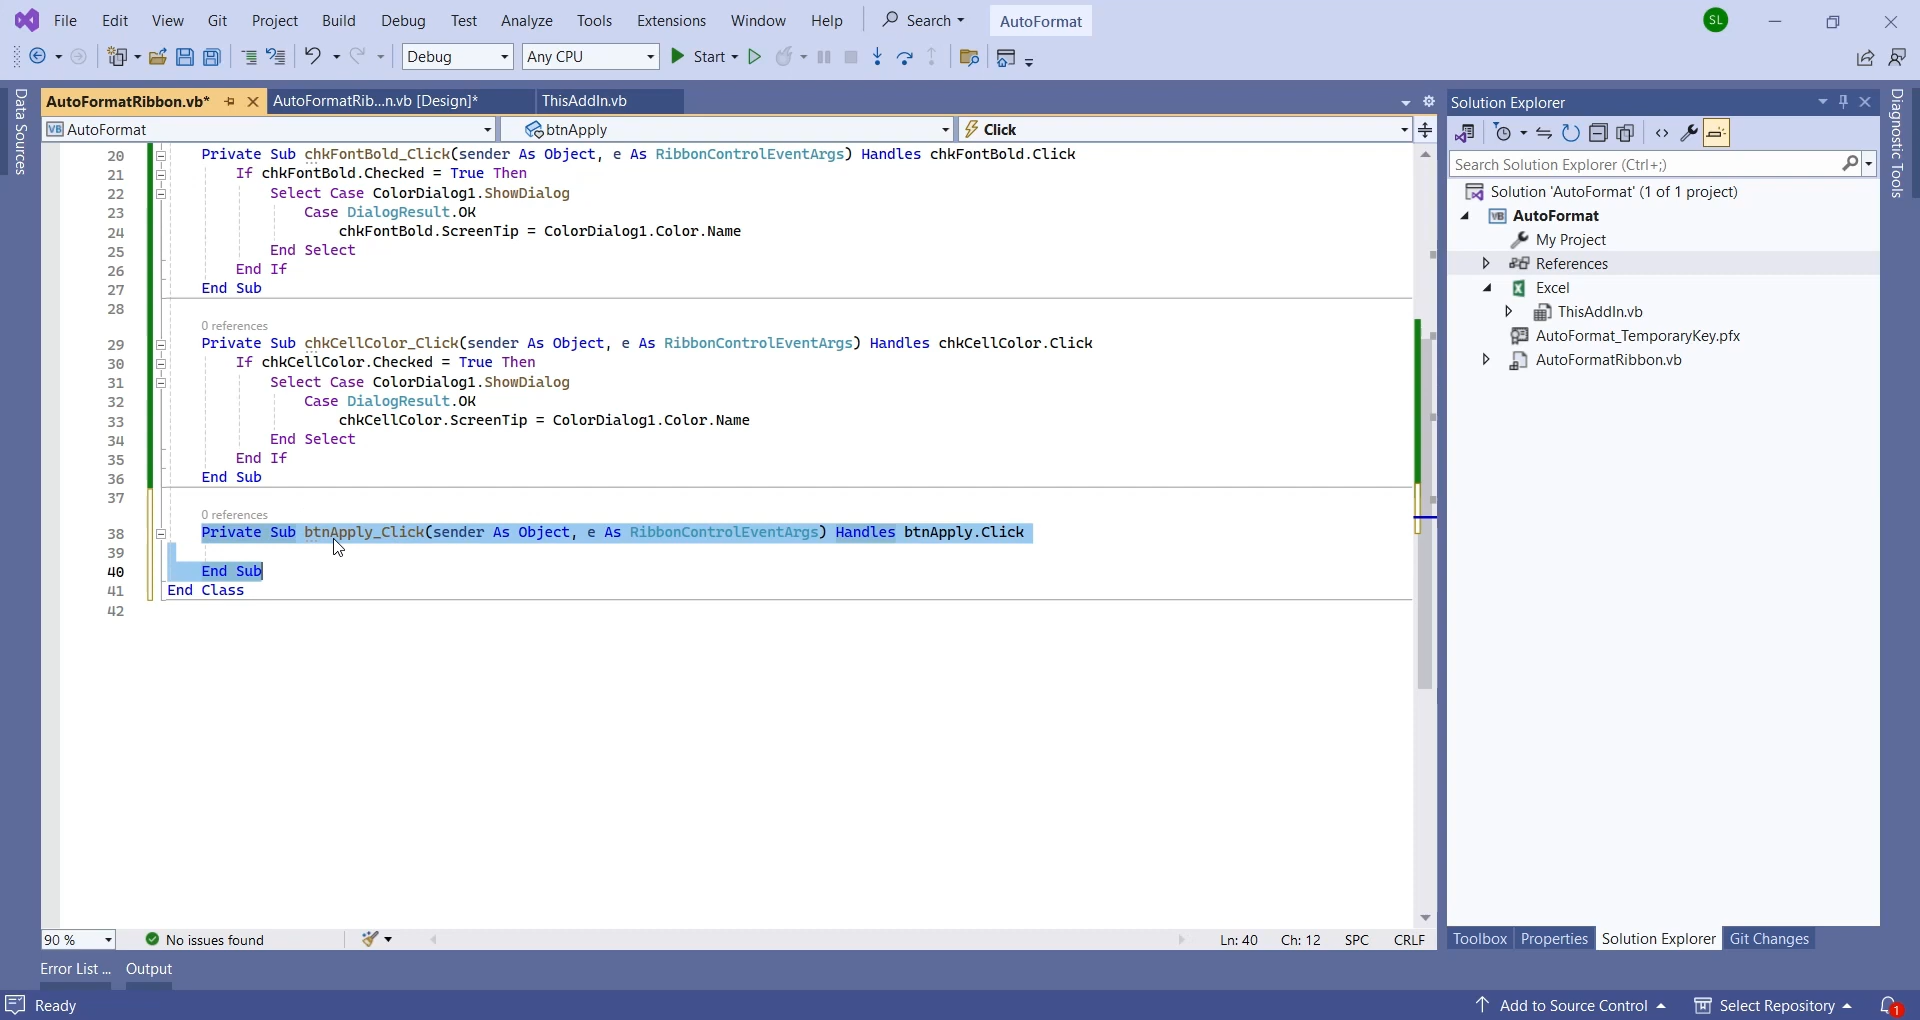 File Edit View Git Project Build Debug Test Analyze Tools Extensions Window Help Search AutoFormat SL
Debug Any CPU Start
Data Sources
AutoFormatRibbon.vb* AutoFormatRib...n.vb [Design]* ThisAddIn.vb
VB AutoFormat btnApply Click
20 Private Sub chkFontBold_Click(sender As Object, e As RibbonControlEventArgs) Handles chkFontBold.Click
21 If chkFontBold.Checked = True Then
22 Select Case ColorDialog1.ShowDialog
23 Case DialogResult.OK
24 chkFontBold.ScreenTip = ColorDialog1.Color.Name
25 End Select
26 End If
27 End Sub
28
0 references
29 Private Sub chkCellColor_Click(sender As Object, e As RibbonControlEventArgs) Handles chkCellColor.Click
30 If chkCellColor.Checked = True Then
31 Select Case ColorDialog1.ShowDialog
32 Case DialogResult.OK
33 chkCellColor.ScreenTip = ColorDialog1.Color.Name
34 End Select
35 End If
36 End Sub
37
0 references
38 Private Sub btnApply_Click(sender As Object, e As RibbonControlEventArgs) Handles btnApply.Click
39
40 End Sub
41 End Class
42
90 % No issues found Ln: 40 Ch: 12 SPC CRLF
Solution Explorer
Search Solution Explorer (Ctrl+;)
Solution 'AutoFormat' (1 of 1 project)
VB AutoFormat
My Project
References
Excel
ThisAddIn.vb
AutoFormat_TemporaryKey.pfx
AutoFormatRibbon.vb
Toolbox Properties Solution Explorer Git Changes
Diagnostic Tools
Error List ... Output
Ready Add to Source Control Select Repository 1